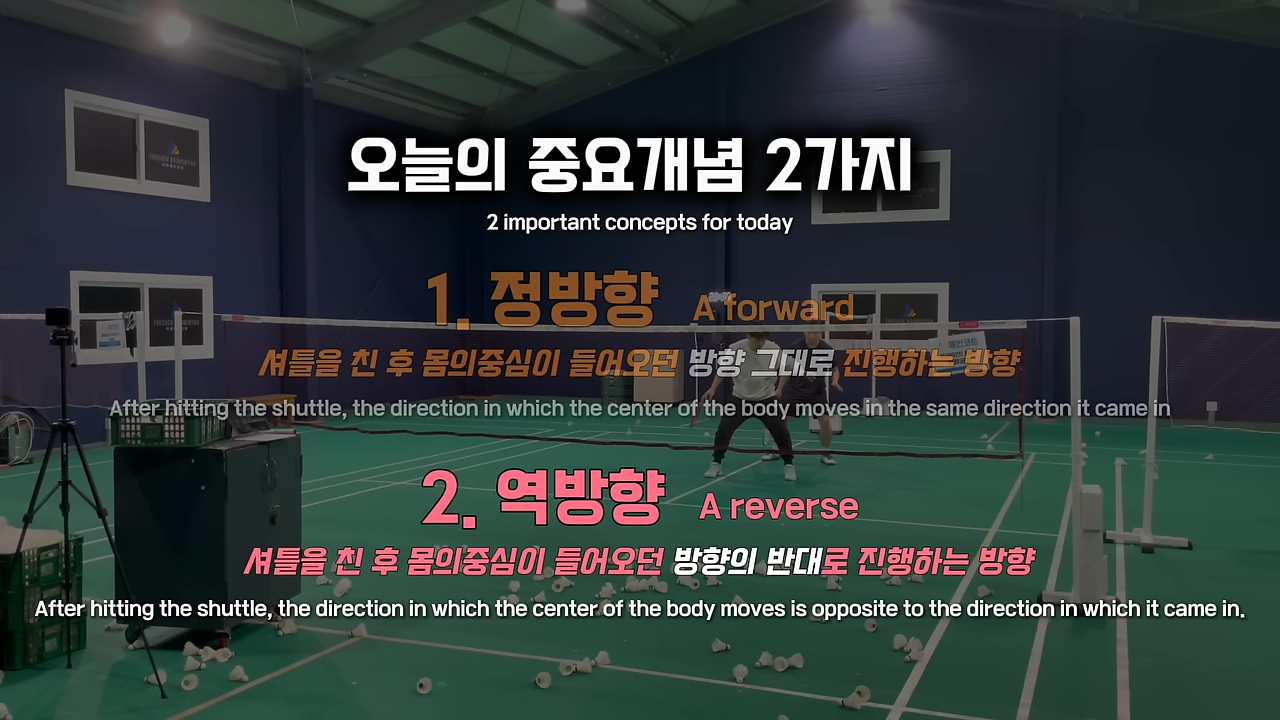 오늘의 중요개념 2가지
2 important concepts for today
1. 정방향 A forward
셔틀을 친 후 몸의중심이 들어오던 방향 그대로 진행하는 방향
After hitting the shuttle, the direction in which the center of the body moves in the same direction it came in
2. 역방향 A reverse
셔틀을 친 후 몸의중심이 들어오던 방향의 반대로 진행하는 방향
After hitting the shuttle, the direction in which the center of the body moves is opposite to the direction in which it came in.